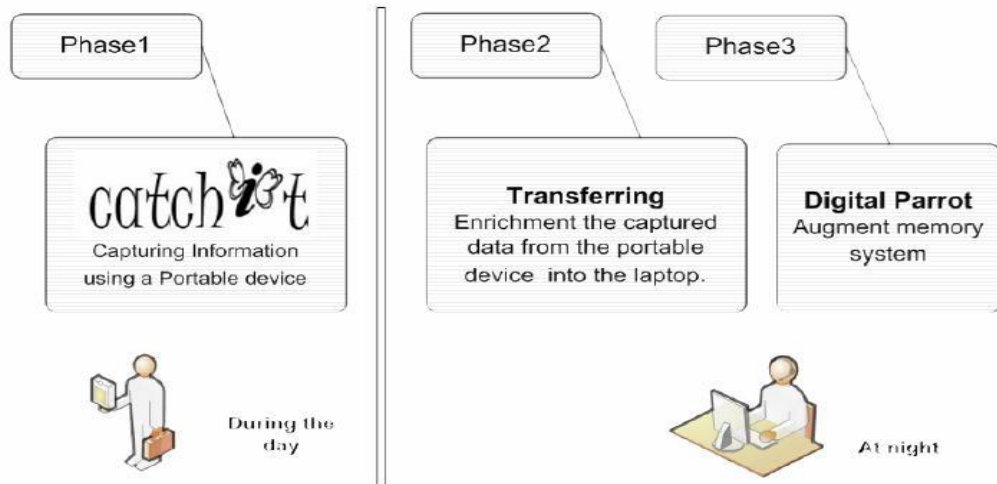 Phase1
catch it
Capturing Information
using a Portable device
During the
day
Phase2
Phase3
Transferring
Enrichment the captured
data from the portable
device into the laptop.
Digital Parrot
Augment memory
system
At night